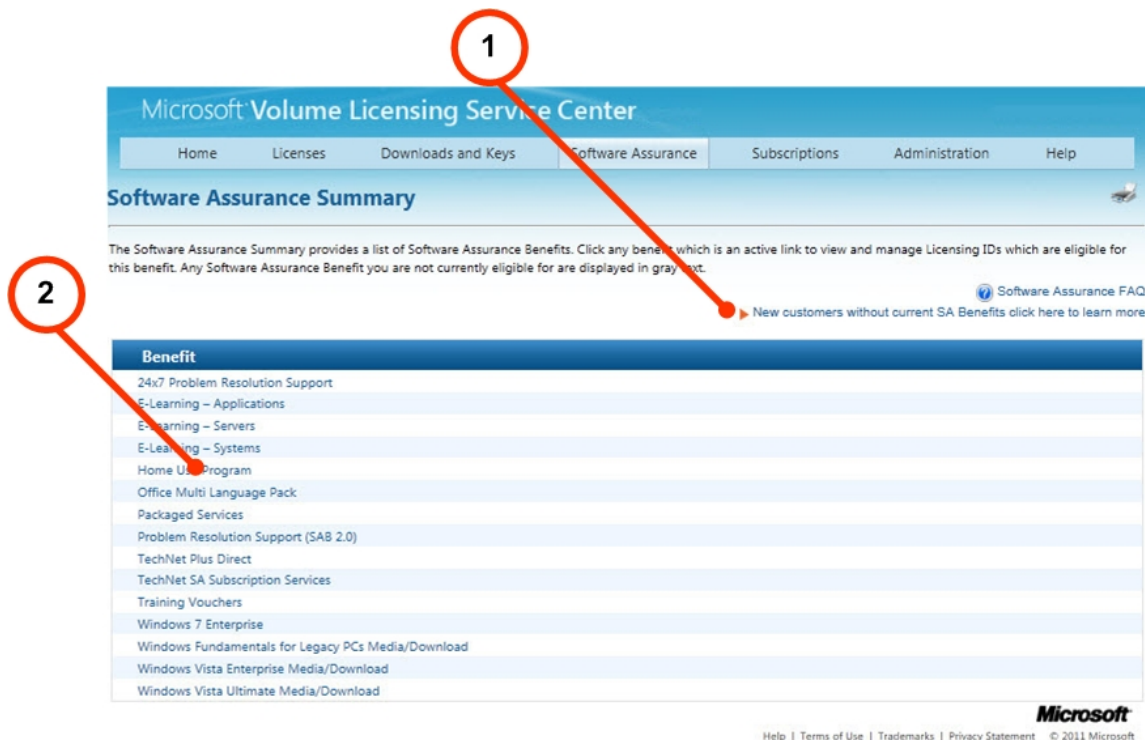 1
Microsoft Volume Licensing Service Center
Home Licenses Downloads and Keys Software Assurance Subscriptions Administration Help
Software Assurance Summary
The Software Assurance Summary provides a list of Software Assurance Benefits. Click any benefit which is an active link to view and manage Licensing IDs which are eligible for
this benefit. Any Software Assurance Benefit you are not currently eligible for are displayed in gray text.
2
Software Assurance FAQ
New customers without current SA Benefits click here to learn more
Benefit
24x7 Problem Resolution Support
E-Learning – Applications
E-Learning – Servers
E-Learning – Systems
Home Use Program
Office Multi Language Pack
Packaged Services
Problem Resolution Support (SAB 2.0)
TechNet Plus Direct
TechNet SA Subscription Services
Training Vouchers
Windows 7 Enterprise
Windows Fundamentals for Legacy PCs Media/Download
Windows Vista Enterprise Media/Download
Windows Vista Ultimate Media/Download
Microsoft
Help | Terms of Use | Trademarks | Privacy Statement © 2011 Microsoft